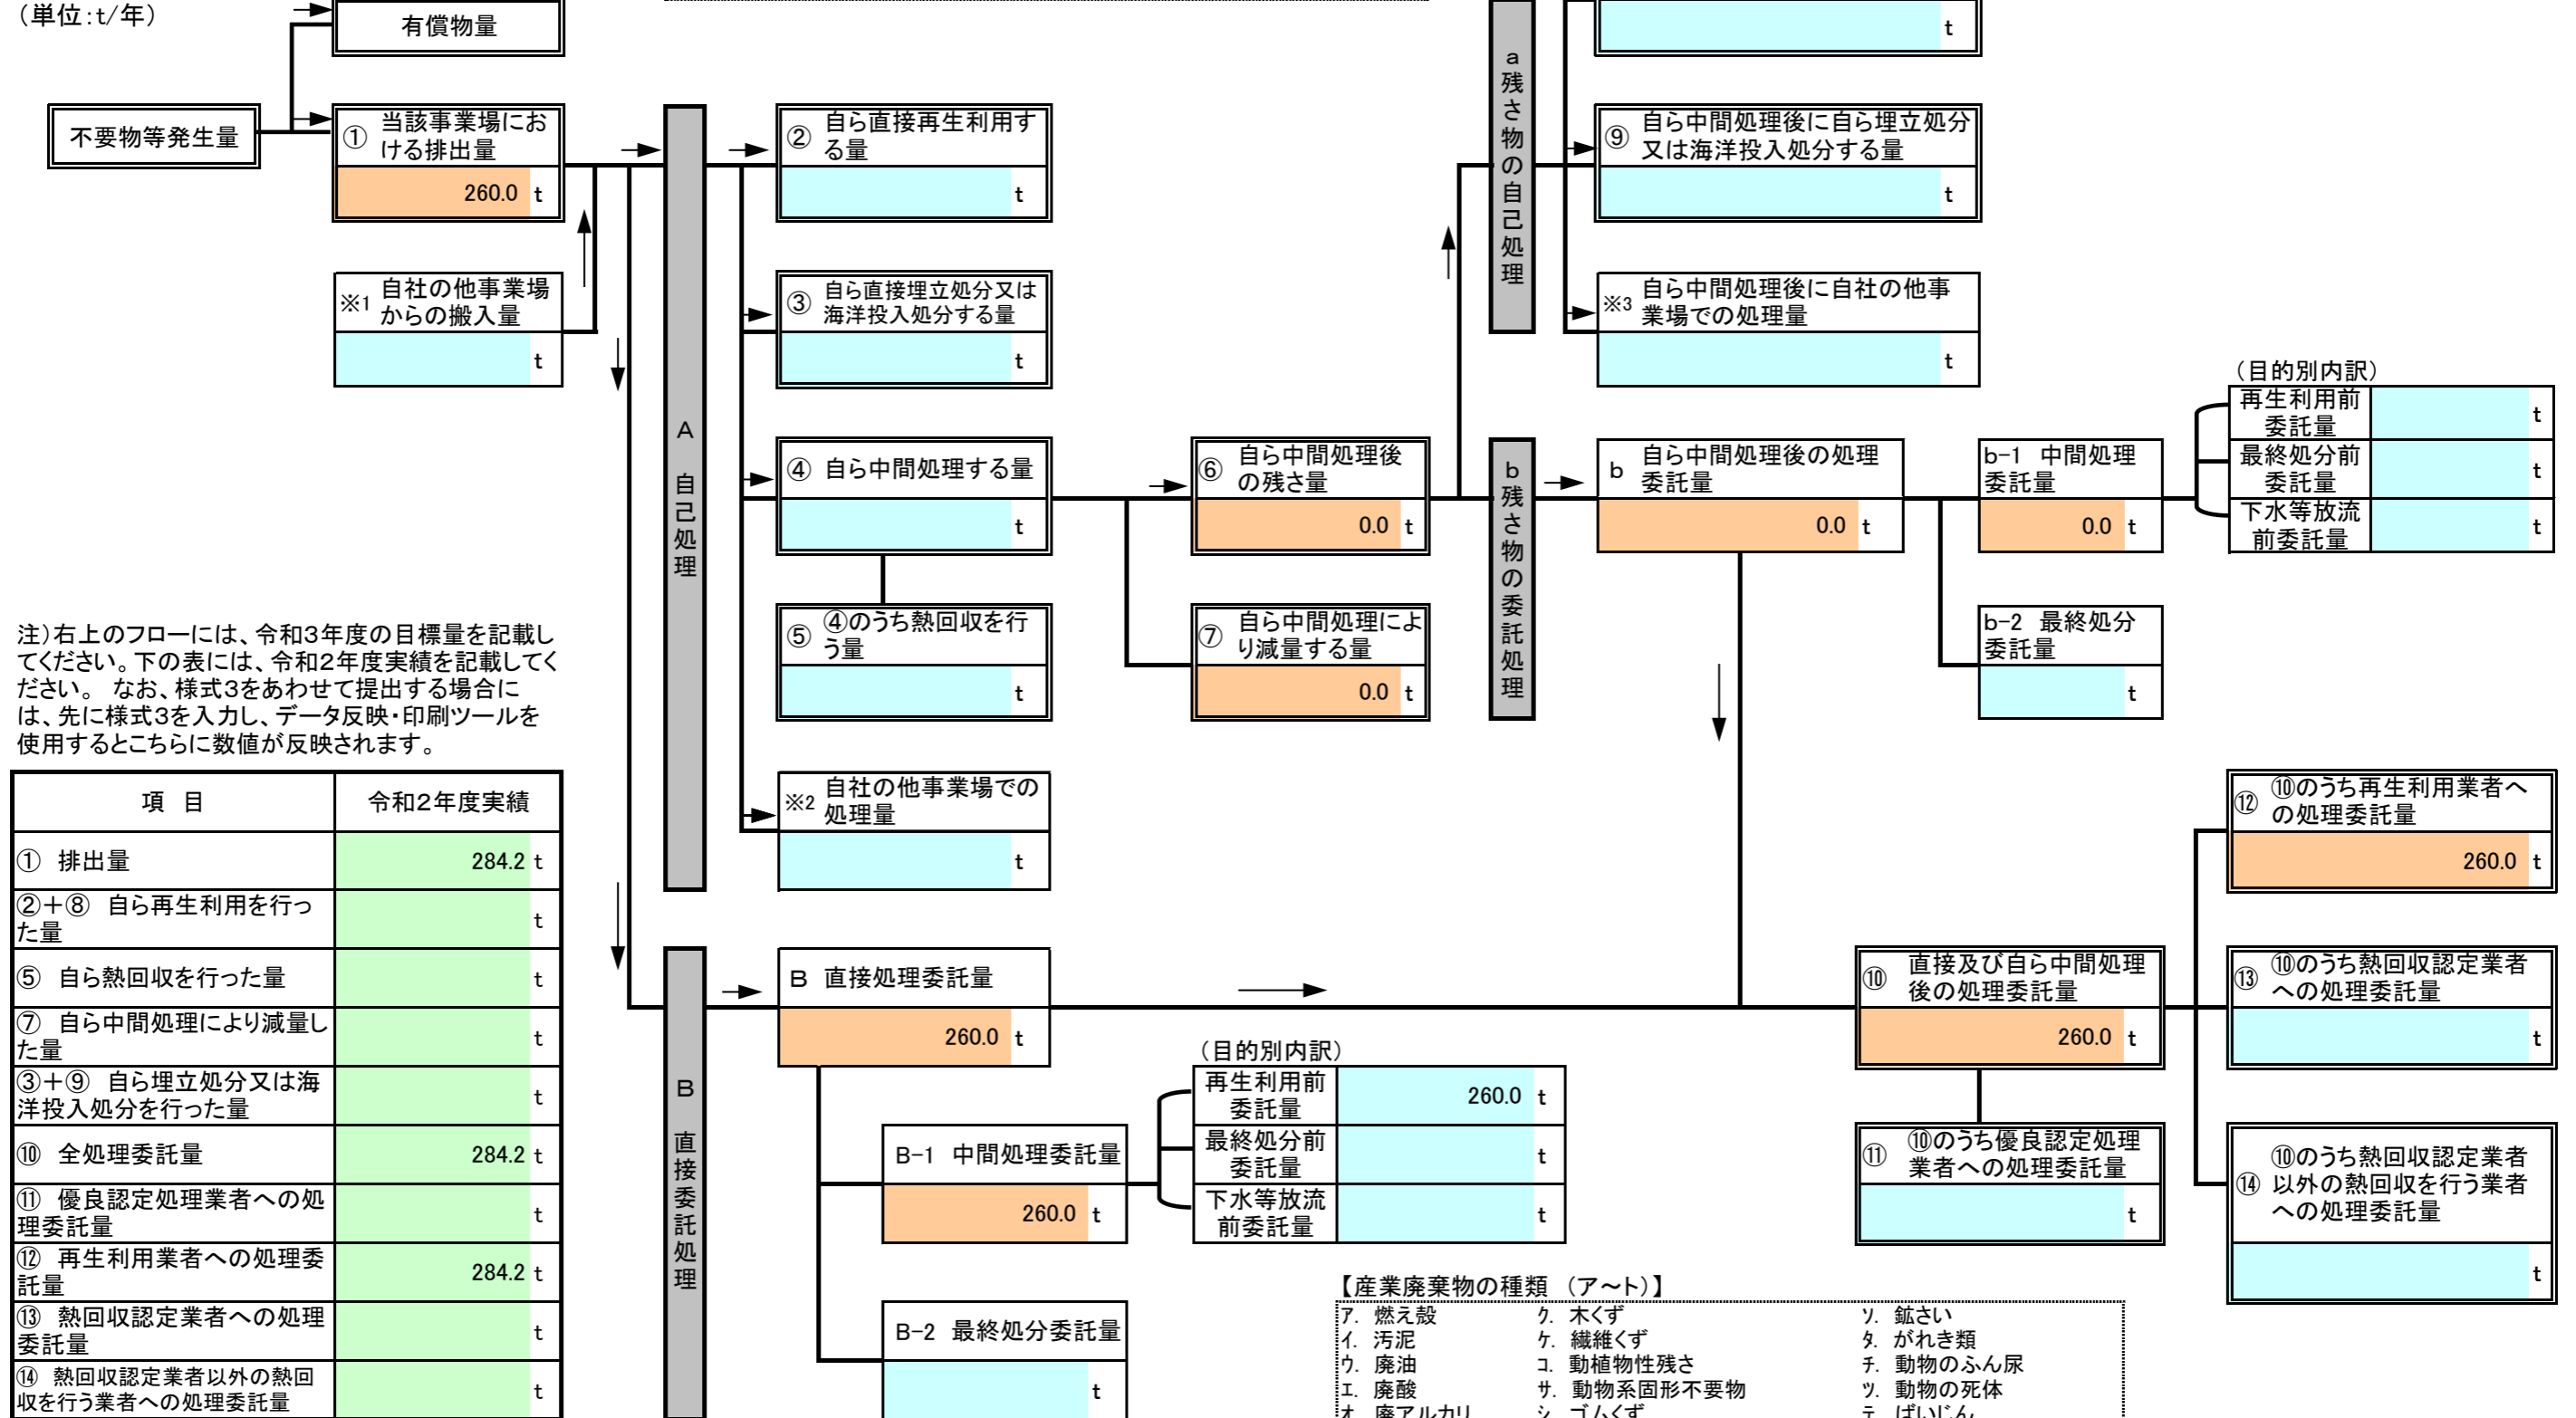 (単位:t/年)
有償物量
不要物等発生量
① 当該事業場にお
ける排出量
260.0 t
※1 自社の他事業場
からの搬入量
t
A 自己処理
② 自ら直接再生利用す
る量
t
③ 自ら直接埋立処分又は
海洋投入処分する量
t
④ 自ら中間処理する量
t
⑤ ④のうち熱回収を行
う量
t
※2 自社の他事業場での
処理量
t
⑥ 自ら中間処理後
の残さ量
0.0 t
⑦ 自ら中間処理によ
り減量する量
0.0 t
a 残さ物の自己処理
t
⑨ 自ら中間処理後に自ら埋立処分
又は海洋投入処分する量
t
※3 自ら中間処理後に自社の他事
業場での処理量
t
b 残さ物の委託処理
b 自ら中間処理後の処理
委託量
0.0 t
b-1 中間処理
委託量
0.0 t
(目的別内訳)
再生利用前
委託量
t
最終処分前
委託量
t
下水等放流
前委託量
t
b-2 最終処分
委託量
t
注)右上のフローには、令和3年度の目標量を記載し
てください。下の表には、令和2年度実績を記載してく
ださい。 なお、様式3をあわせて提出する場合に
は、先に様式3を入力し、データ反映・印刷ツールを
使用するとこちらに数値が反映されます。
項 目 令和2年度実績
① 排出量 284.2 t
②+⑧ 自ら再生利用を行っ
た量
t
⑤ 自ら熱回収を行った量 t
⑦ 自ら中間処理により減量し
た量
t
③+⑨ 自ら埋立処分又は海
洋投入処分を行った量
t
⑩ 全処理委託量 284.2 t
⑪ 優良認定処理業者への処
理委託量
t
⑫ 再生利用業者への処理委
託量
284.2 t
⑬ 熱回収認定業者への処理
委託量
t
⑭ 熱回収認定業者以外の熱回
収を行う業者への処理委託量
t
B 直接委託処理
B 直接処理委託量
260.0 t
B-1 中間処理委託量
260.0 t
(目的別内訳)
再生利用前
委託量
260.0 t
最終処分前
委託量
t
下水等放流
前委託量
t
B-2 最終処分委託量
t
⑩ 直接及び自ら中間処理
後の処理委託量
260.0 t
⑪ ⑩のうち優良認定処理
業者への処理委託量
t
⑫ ⑩のうち再生利用業者へ
の処理委託量
260.0 t
⑬ ⑩のうち熱回収認定業者
への処理委託量
t
⑭ ⑩のうち熱回収認定業者
以外の熱回収を行う業者
への処理委託量
t
【産業廃棄物の種類 (ア~ト)】
ア. 燃え殻 ク. 木くず ソ. 鉱さい
イ. 汚泥 ケ. 繊維くず タ. がれき類
ウ. 廃油 コ. 動植物性残さ チ. 動物のふん尿
エ. 廃酸 サ. 動物系固形不要物 ツ. 動物の死体
オ. 廃アルカリ シ. ゴムくず テ. ばいじん